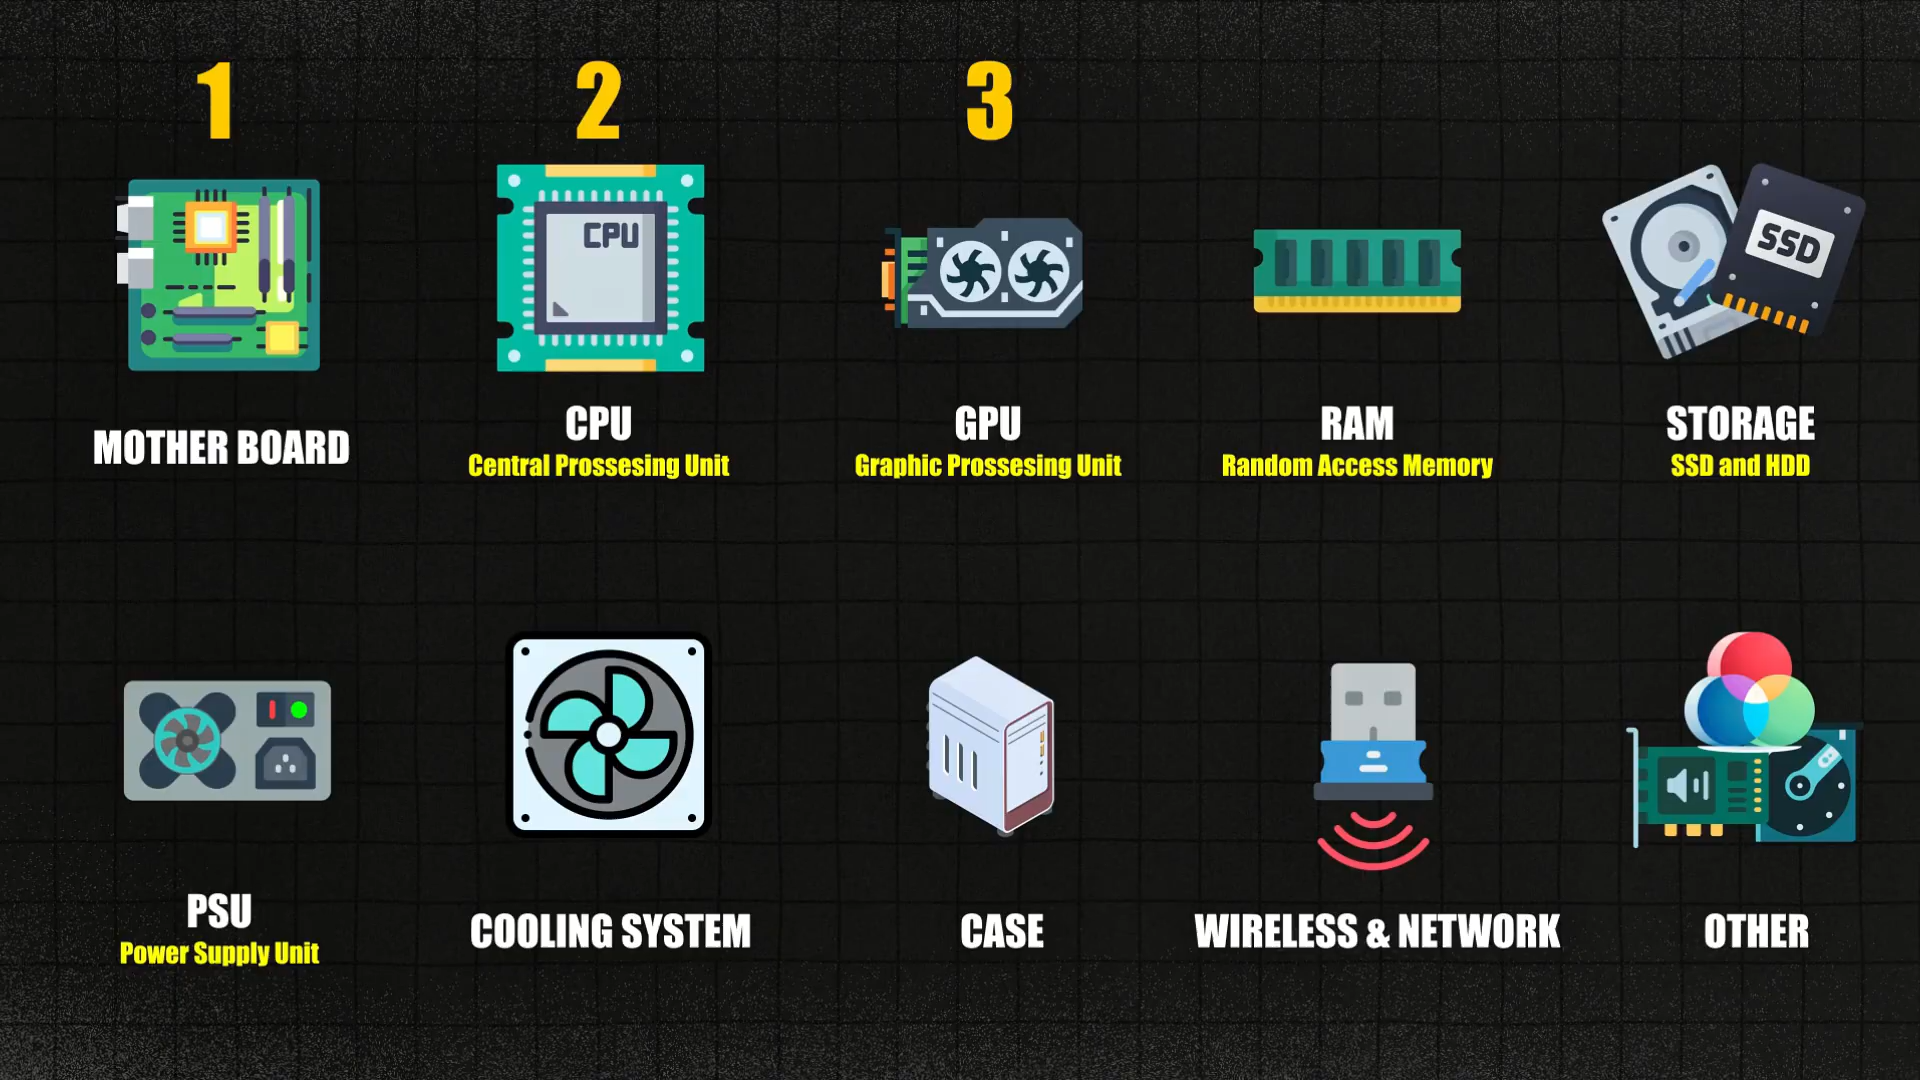 1
2
3
CPU
SSD
MOTHER BOARD
CPU
Central Prossesing Unit
GPU
Graphic Prossesing Unit
RAM
Random Access Memory
STORAGE
SSD and HDD
PSU
Power Supply Unit
COOLING SYSTEM
CASE
WIRELESS & NETWORK
OTHER